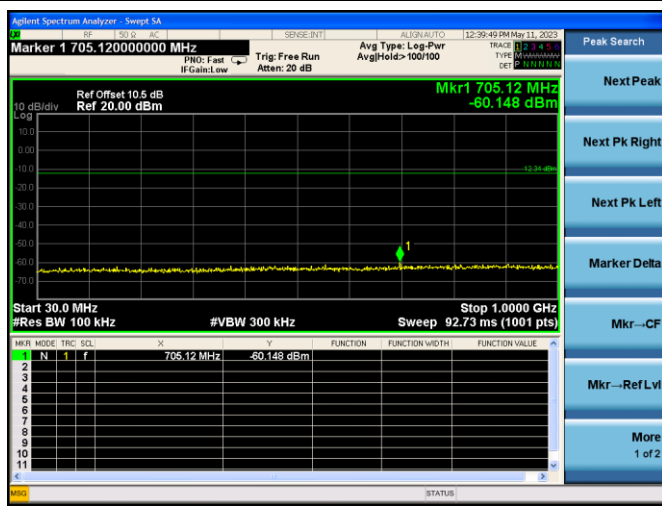 Agilent Spectrum Analyzer - Swept SA
RF 50 Ω AC SENSE:INT ALIGN AUTO 12:39:49 PM May 11, 2023
Marker 1 705.120000000 MHz
PNO: Fast
IFGain:Low
Trig: Free Run
Atten: 20 dB
Avg Type: Log-Pwr
Avg|Hold:>100/100
TRACE 1 2 3 4 5 6
TYPE
DET P N N N N N
Peak Search
Next Peak
Next Pk Right
Next Pk Left
Marker Delta
Mkr→CF
Mkr→Ref Lvl
More
1 of 2
Mkr1 705.12 MHz
-60.148 dBm
10 dB/div
Log
Ref Offset 10.5 dB
Ref 20.00 dBm
10.0
0.00
-10.0
-20.0
-30.0
-40.0
-50.0
-60.0
-70.0
-12.34 dBm
1
Start 30.0 MHz
Stop 1.0000 GHz
#Res BW 100 kHz
#VBW 300 kHz
Sweep 92.73 ms (1001 pts)
MKR MODE TRC SCL X Y FUNCTION FUNCTION WIDTH FUNCTION VALUE
1 N 1 f 705.12 MHz -60.148 dBm
2
3
4
5
6
7
8
9
10
11
MSG
STATUS